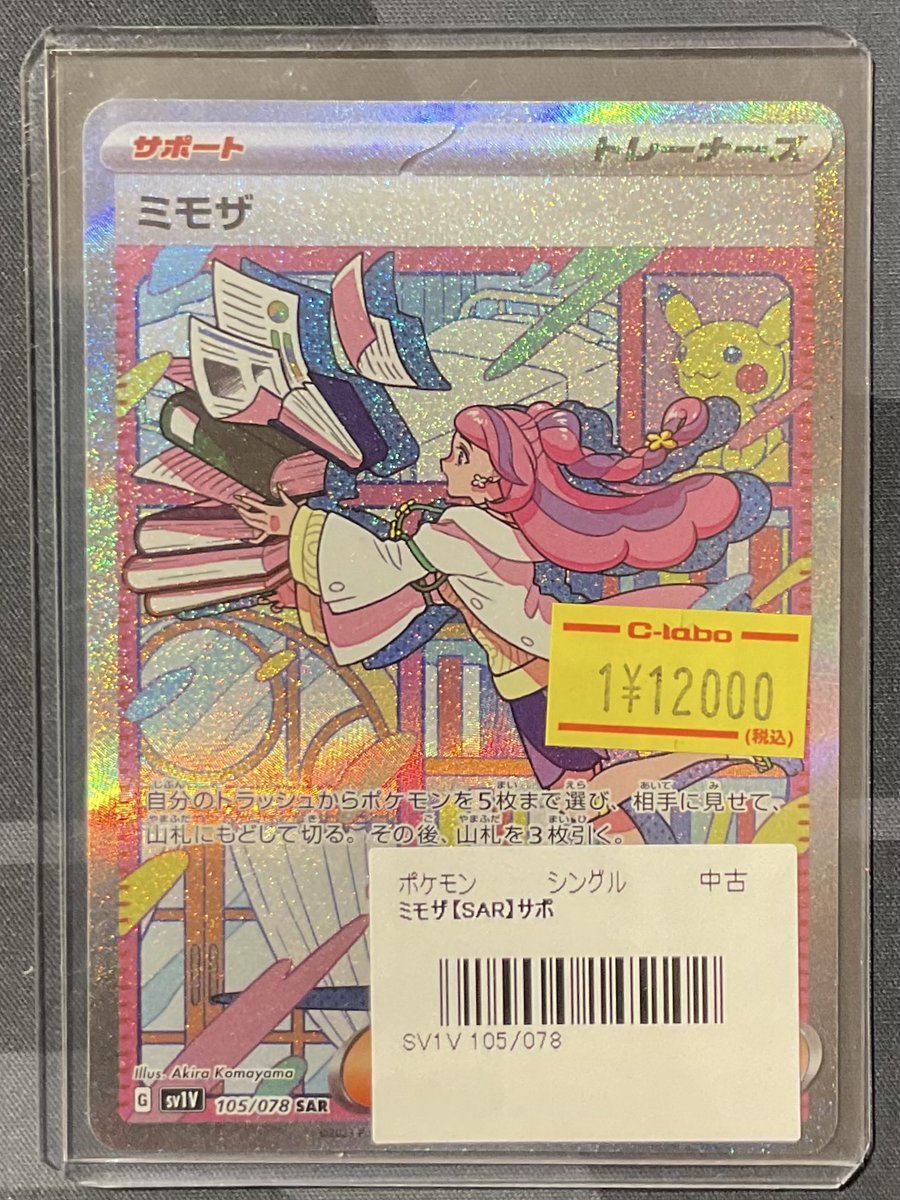 サポート
トレーナーズ
ミモザ
C-labo
1¥12000
(税込)
自分のトラッシュからポケモンを5枚まで選び、相手に見せて、
山札にもどして切る。その後、山札を3枚引く。
ポケモン シングル 中古
ミモザ【SAR】サポ
SV1V 105/078
Illus. Akira Komayama
G sv1V 105/078 SAR
©2023 P